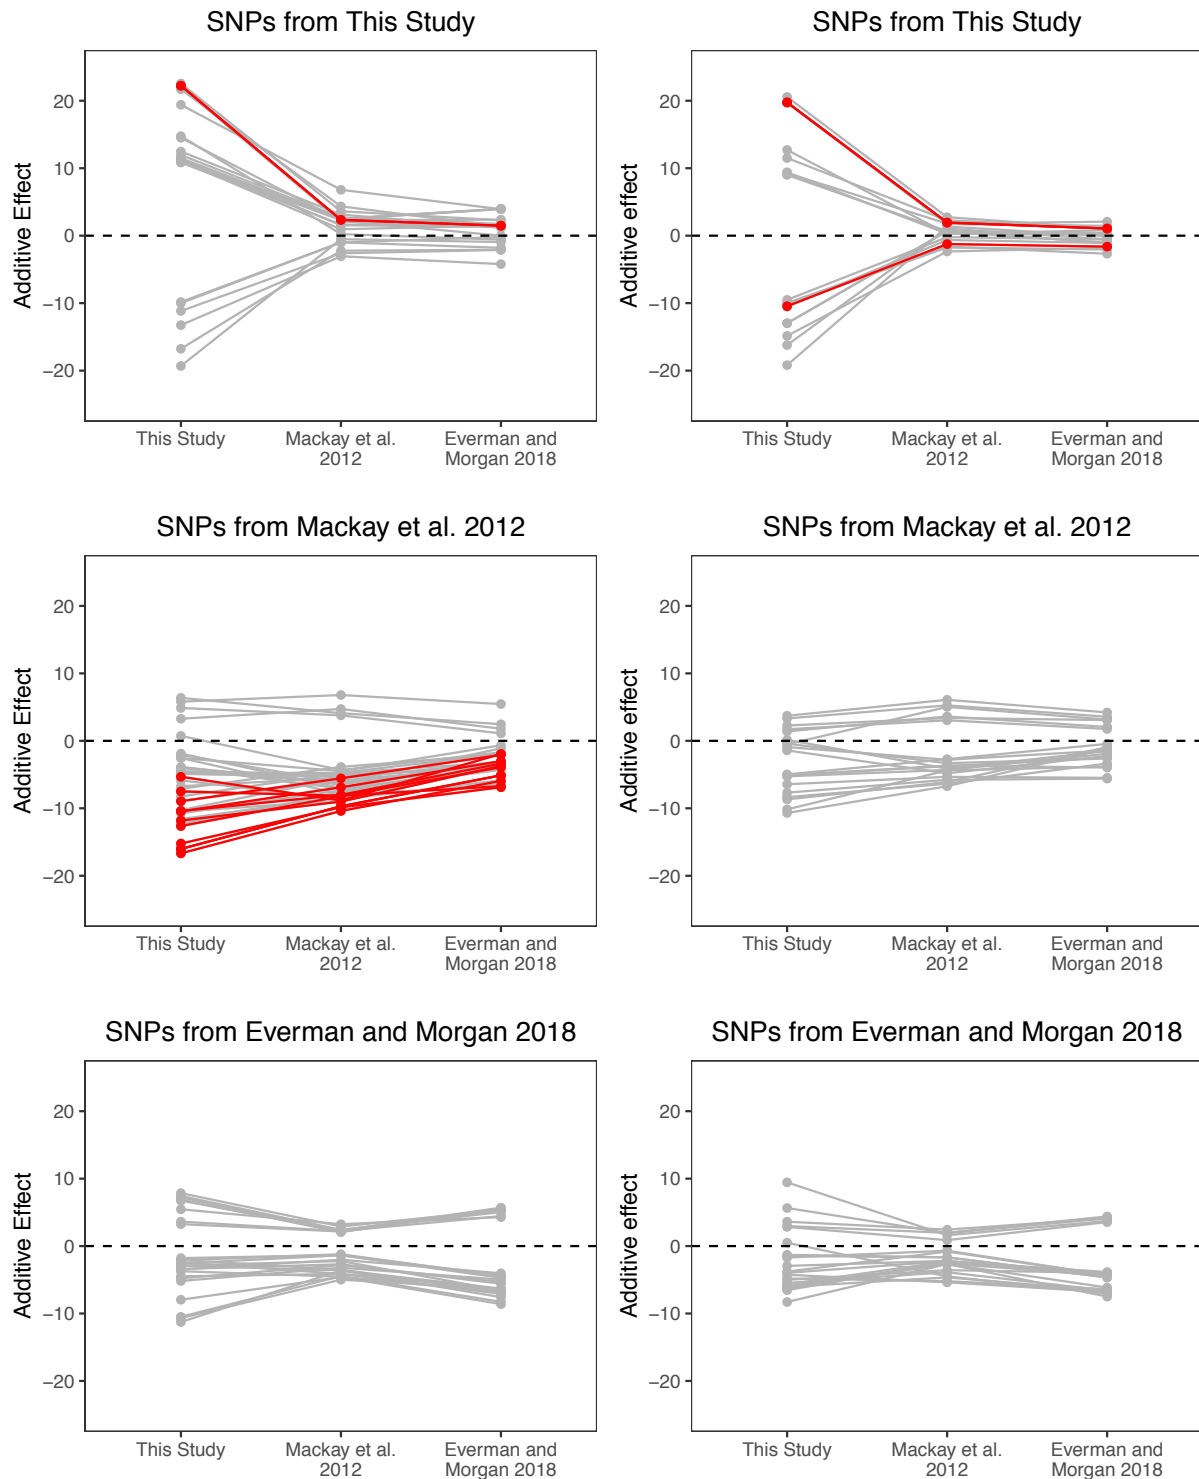 SNPs from This Study
Additive Effect
20
10
0
−10
−20
This Study
Mackay et al.
2012
Everman and
Morgan 2018
SNPs from This Study
Additive effect
20
10
0
−10
−20
This Study
Mackay et al.
2012
Everman and
Morgan 2018
SNPs from Mackay et al. 2012
Additive Effect
20
10
0
−10
−20
This Study
Mackay et al.
2012
Everman and
Morgan 2018
SNPs from Mackay et al. 2012
Additive effect
20
10
0
−10
−20
This Study
Mackay et al.
2012
Everman and
Morgan 2018
SNPs from Everman and Morgan 2018
Additive Effect
20
10
0
−10
−20
This Study
Mackay et al.
2012
Everman and
Morgan 2018
SNPs from Everman and Morgan 2018
Additive effect
20
10
0
−10
−20
This Study
Mackay et al.
2012
Everman and
Morgan 2018